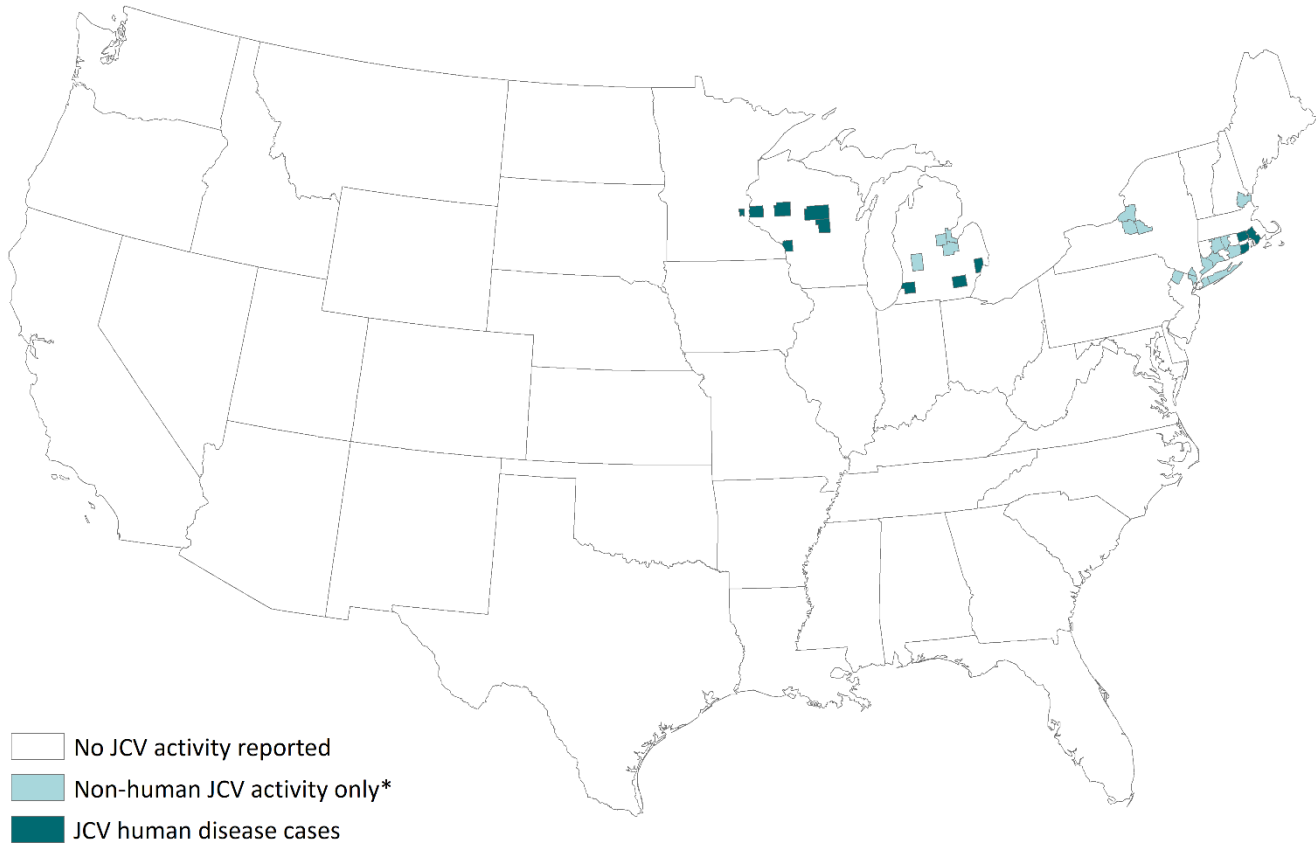 No JCV activity reported
Non-human JCV activity only*
JCV human disease cases